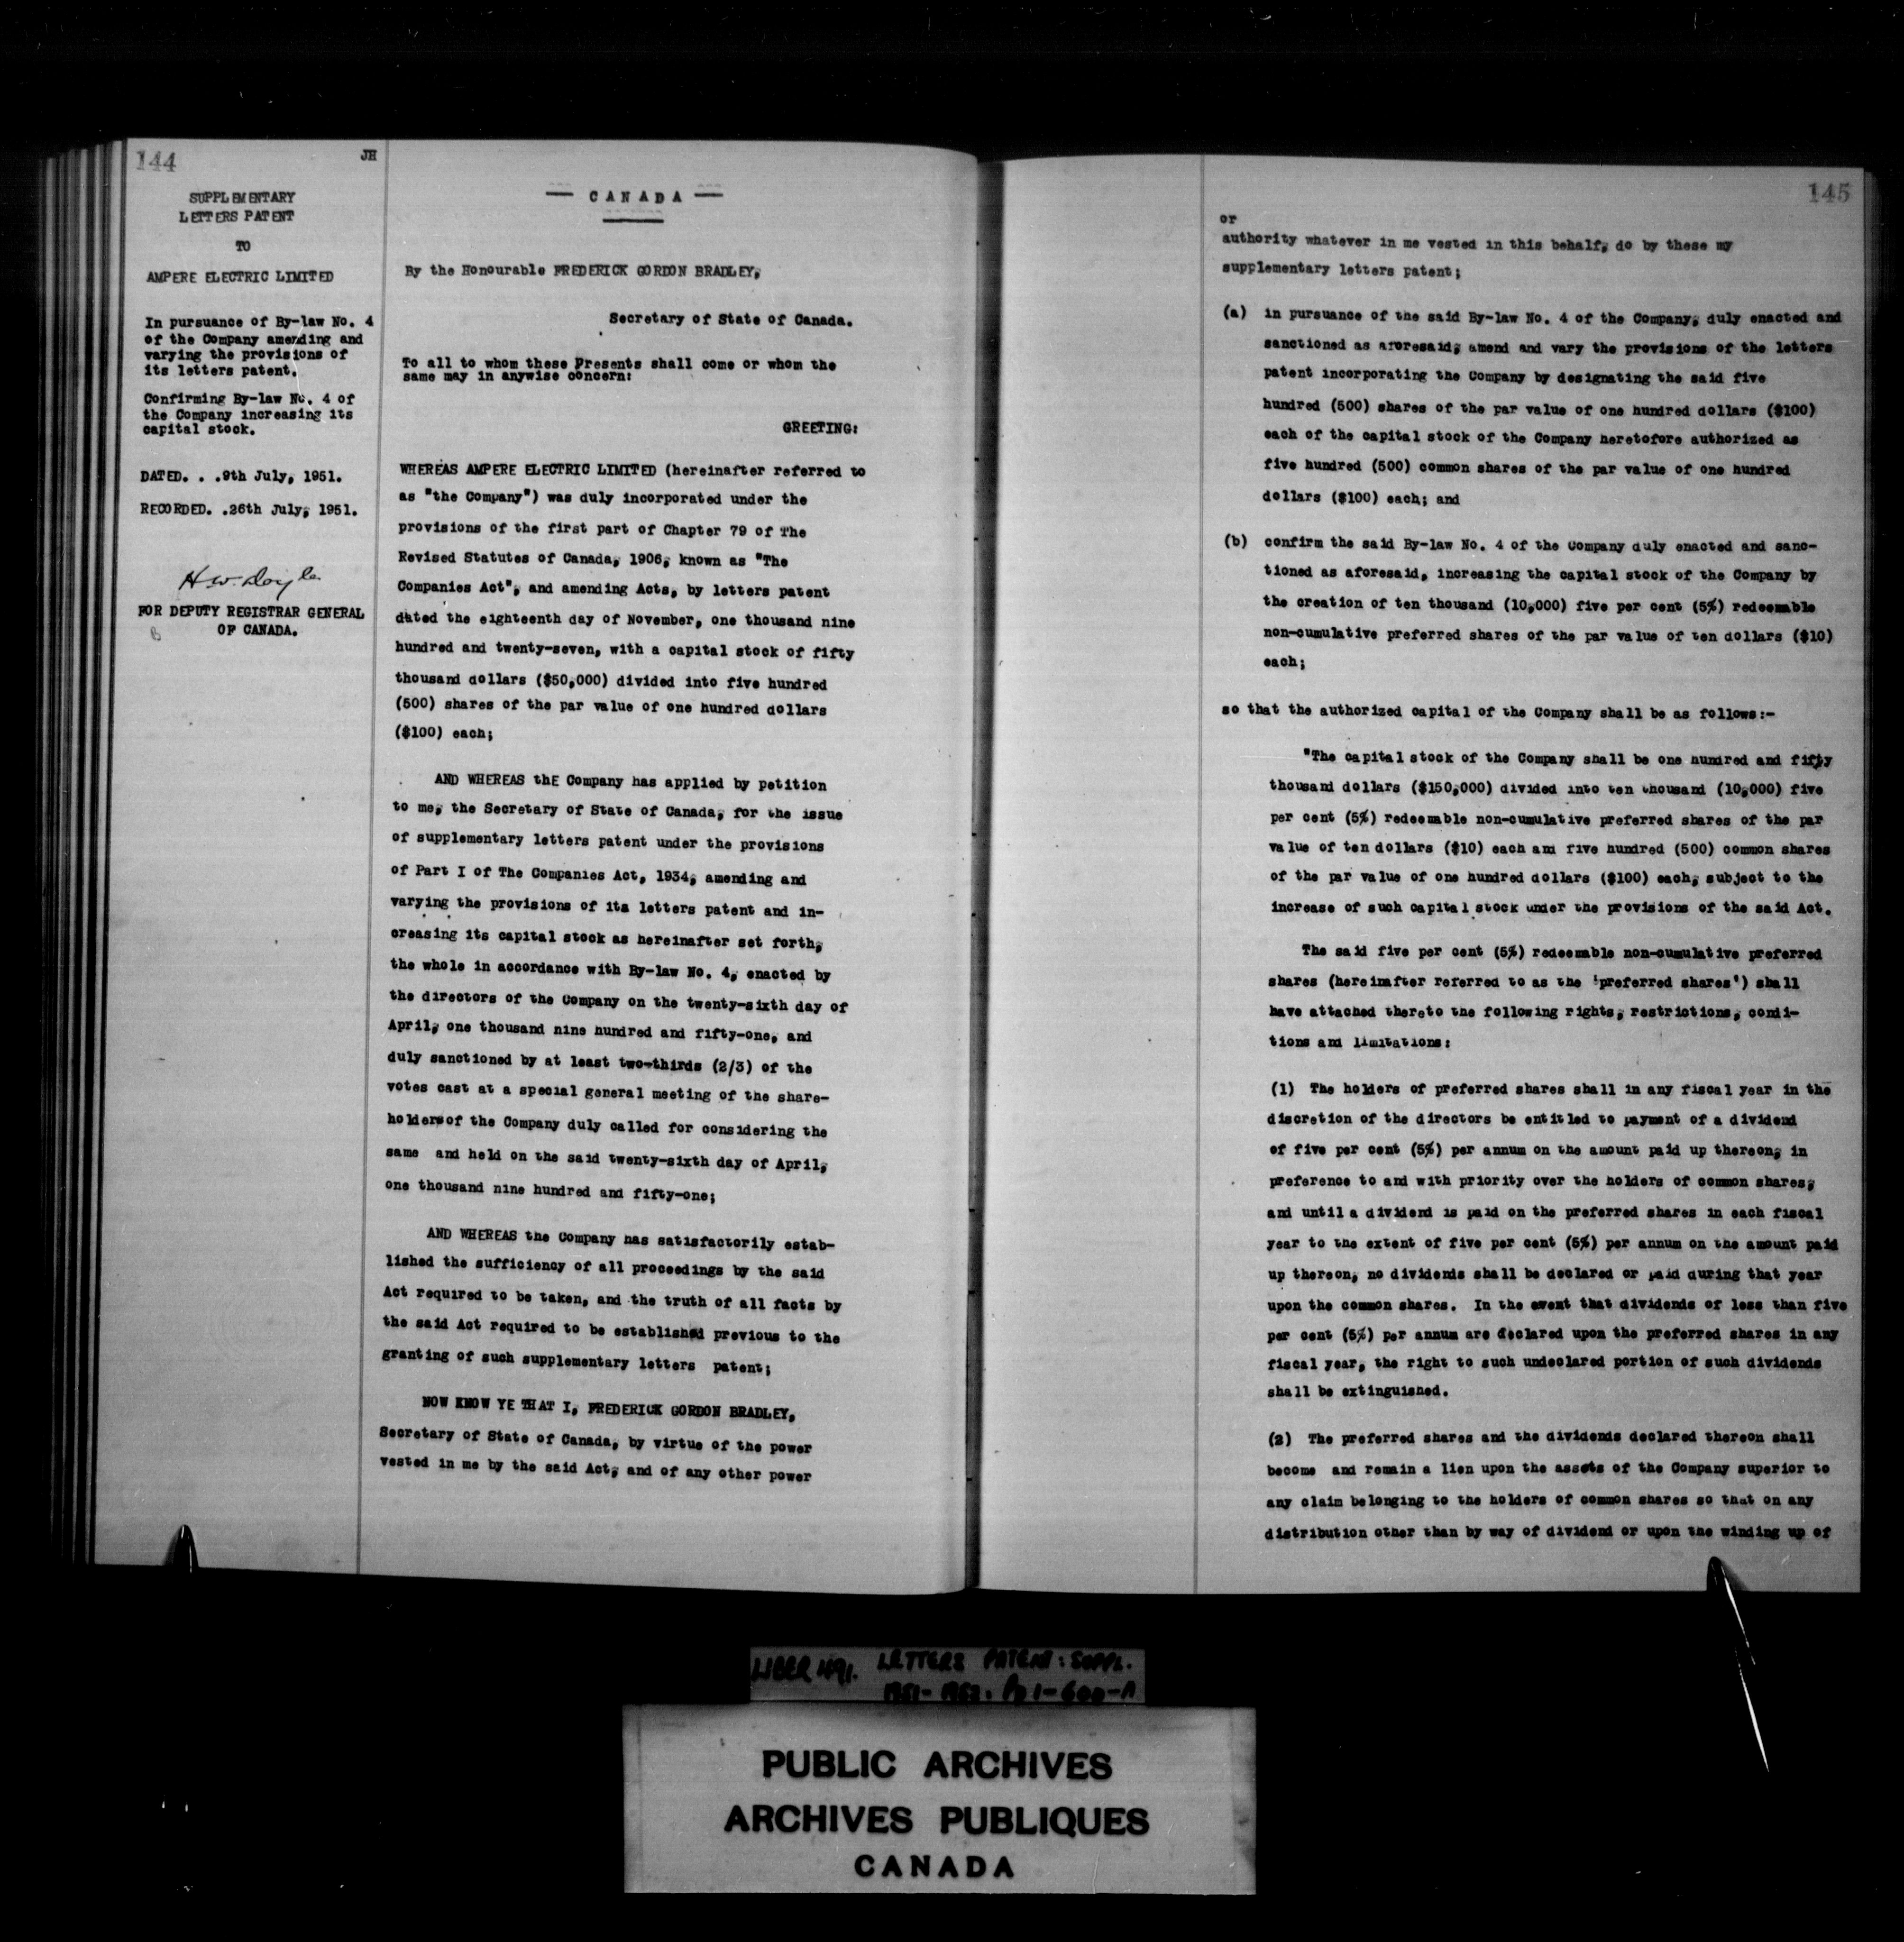 144
JH
SUPPLEMENTARY
LETTERS PATENT
TO
AMPERE ELECTRIC LIMITED
In pursuance of By-law No. 4
of the Company amending and
varying the provisions of
its letters patent.
Confirming By-law No. 4 of
the Company increasing its
capital stock.
DATED. . .9th July, 1951.
RECORDED. .26th July, 1951.
H.W. Doyle
FOR DEPUTY REGISTRAR GENERAL
OF CANADA.
B
— CANADA —
By the Honourable FREDERICK GORDON BRADLEY,
Secretary of State of Canada.
To all to whom these Presents shall come or whom the
same may in anywise concern:
GREETING:
WHEREAS AMPERE ELECTRIC LIMITED (hereinafter referred to
as "the Company") was duly incorporated under the
provisions of the first part of Chapter 79 of The
Revised Statutes of Canada, 1906, known as "The
Companies Act", and amending Acts, by letters patent
dated the eighteenth day of November, one thousand nine
hundred and twenty-seven, with a capital stock of fifty
thousand dollars ($50,000) divided into five hundred
(500) shares of the par value of one hundred dollars
($100) each;
AND WHEREAS thE Company has applied by petition
to me, the Secretary of State of Canada, for the issue
of supplementary letters patent under the provisions
of Part I of The Companies Act, 1934, amending and
varying the provisions of its letters patent and in-
creasing its capital stock as hereinafter set forth,
the whole in accordance with By-law No. 4, enacted by
the directors of the Company on the twenty-sixth day of
April, one thousand nine hundred and fifty-one, and
duly sanctioned by at least two-thirds (2/3) of the
votes cast at a special general meeting of the share-
holders of the Company duly called for considering the
same and held on the said twenty-sixth day of April,
one thousand nine hundred and fifty-one;
AND WHEREAS the Company has satisfactorily estab-
lished the sufficiency of all proceedings by the said
Act required to be taken, and the truth of all facts by
the said Act required to be established previous to the
granting of such supplementary letters patent;
NOW KNOW YE THAT I, FREDERICK GORDON BRADLEY,
Secretary of State of Canada, by virtue of the power
vested in me by the said Act, and of any other power
145
or
authority whatever in me vested in this behalf, do by these my
supplementary letters patent;
(a) in pursuance of the said By-law No. 4 of the Company, duly enacted and
sanctioned as aforesaid, amend and vary the provisions of the letters
patent incorporating the Company by designating the said five
hundred (500) shares of the par value of one hundred dollars ($100)
each of the capital stock of the Company heretofore authorized as
five hundred (500) common shares of the par value of one hundred
dollars ($100) each; and
(b) confirm the said By-law No. 4 of the Company duly enacted and sanc-
tioned as aforesaid, increasing the capital stock of the Company by
the creation of ten thousand (10,000) five per cent (5%) redeemable
non-cumulative preferred shares of the par value of ten dollars ($10)
each;
so that the authorized capital of the Company shall be as follows:-
"The capital stock of the Company shall be one hundred and fifty
thousand dollars ($150,000) divided into ten thousand (10,000) five
per cent (5%) redeemable non-cumulative preferred shares of the par
value of ten dollars ($10) each and five hundred (500) common shares
of the par value of one hundred dollars ($100) each, subject to the
increase of such capital stock under the provisions of the said Act.
The said five per cent (5%) redeemable non-cumulative preferred
shares (hereinafter referred to as the 'preferred shares') shall
have attached thereto the following rights, restrictions, condi-
tions and limitations:
(1) The holders of preferred shares shall in any fiscal year in the
discretion of the directors be entitled to payment of a dividend
of five per cent (5%) per annum on the amount paid up thereon, in
preference to and with priority over the holders of common shares,
and until a dividend is paid on the preferred shares in each fiscal
year to the extent of five per cent (5%) per annum on the amount paid
up thereon, no dividends shall be declared or paid during that year
upon the common shares. In the event that dividends of less than five
per cent (5%) per annum are declared upon the preferred shares in any
fiscal year, the right to such undeclared portion of such dividends
shall be extinguished.
(2) The preferred shares and the dividends declared thereon shall
become and remain a lien upon the assets of the Company superior to
any claim belonging to the holders of common shares so that on any
distribution other than by way of dividend or upon the winding up of
LIBER 491. LETTERS PATENT: SUPPL.
1951-1952. Pp 1-600-A
PUBLIC ARCHIVES
ARCHIVES PUBLIQUES
CANADA